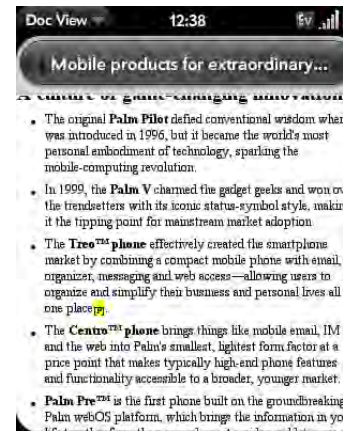 Doc View 12:38 Ev
Mobile products for extraordinary...
A culture of game-changing innovation
• The original Palm Pilot defied conventional wisdom when
was introduced in 1996, but it became the world's most
personal embodiment of technology, sparking the
mobile-computing revolution.
• In 1999, the Palm V charmed the gadget geeks and won ov
the trendsetters with its iconic status-symbol style, makin
it the tipping point for mainstream market adoption
• The Treo™ phone effectively created the smartphone
market by combining a compact mobile phone with email,
organizer, messaging and web access—allowing users to
organize and simplify their business and personal lives all
one place[P].
• The Centro™ phone brings things like mobile email, IM
and the web into Palm's smallest, lightest form factor at a
price point that makes typically high-end phone features
and functionality accessible to a broader, younger market.
• Palm Pre™ is the first phone built on the groundbreaking
Palm webOS platform, which brings the information in yo